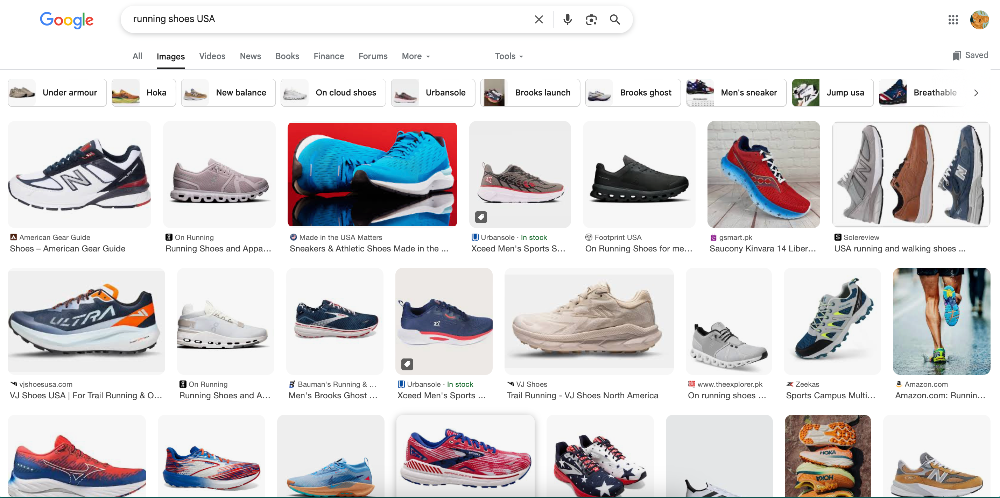 Google
running shoes USA
All
Images
Videos
News
Books
Finance
Forums
More
Tools
Saved
Under armour
Hoka
New balance
On cloud shoes
Urbansole
Brooks launch
Brooks ghost
Men's sneaker
Jump usa
Breathable
American Gear Guide
Shoes – American Gear Guide
On Running
Running Shoes and Appa...
Made in the USA Matters
Sneakers & Athletic Shoes Made in the ...
Urbansole · In stock
Xceed Men's Sports S...
Footprint USA
On Running Shoes for me...
gsmart.pk
Saucony Kinvara 14 Liber...
Solereview
USA running and walking shoes ...
ULTRA
vjshoesusa.com
VJ Shoes USA | For Trail Running & O...
On Running
Running Shoes and A...
Bauman's Running & ...
Men's Brooks Ghost ...
Urbansole · In stock
Xceed Men's Sports ...
VJ Shoes
Trail Running - VJ Shoes North America
www.theexplorer.pk
On running shoes ...
Zeekas
Sports Campus Multi...
Amazon.com
Amazon.com: Runnin...
BROOKS
ADRENALINE GTS
HOKA
HOKA